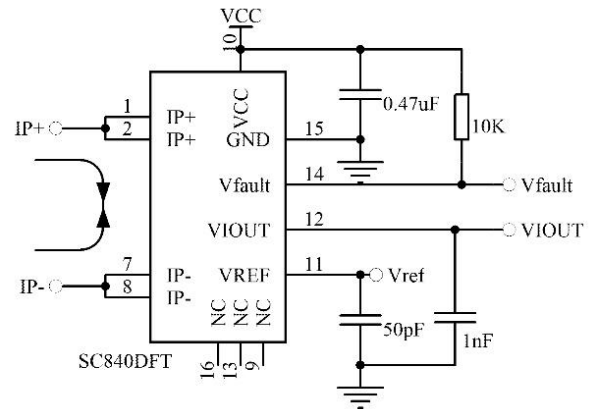 VCC
10
0.47uF
1
IP+
VCC
IP+
2
IP+
GND
15
10K
Vfault
14
Vfault
VIOUT
12
VIOUT
7
IP-
VREF
11
Vref
IP-
8
IP-
NC
NC
NC
50pF
1nF
SC840DFT
16
13
9